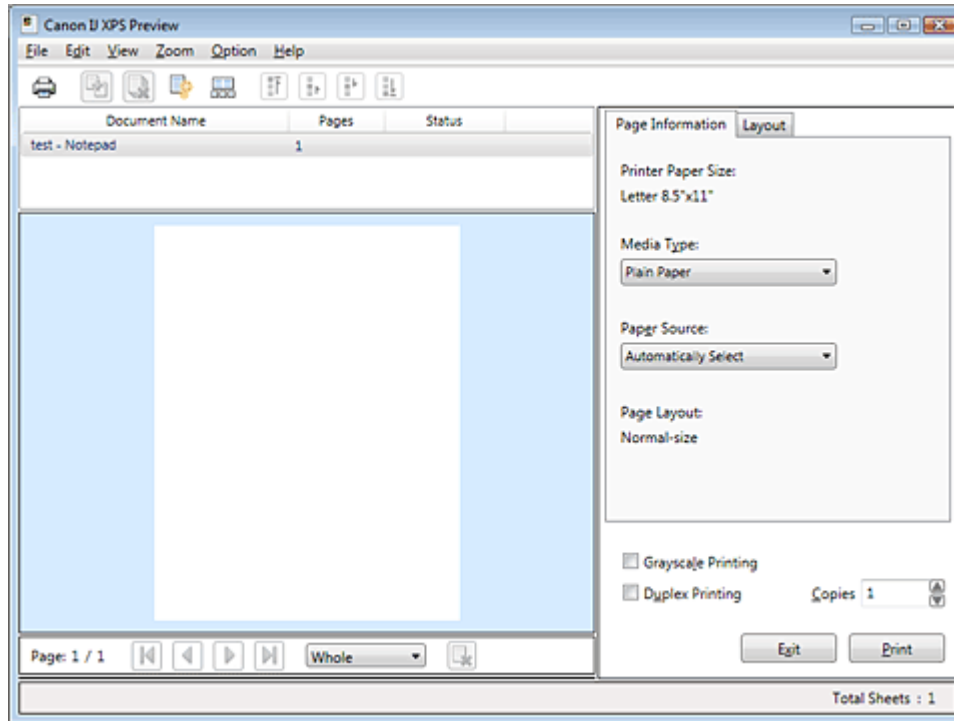 Canon IJ XPS Preview
File Edit View Zoom Option Help
Document Name Pages Status
test - Notepad 1
Page Information Layout
Printer Paper Size:
Letter 8.5"x11"
Media Type:
Plain Paper
Paper Source:
Automatically Select
Page Layout:
Normal-size
Grayscale Printing
Duplex Printing Copies 1
Page: 1 / 1 Whole
Exit Print
Total Sheets : 1